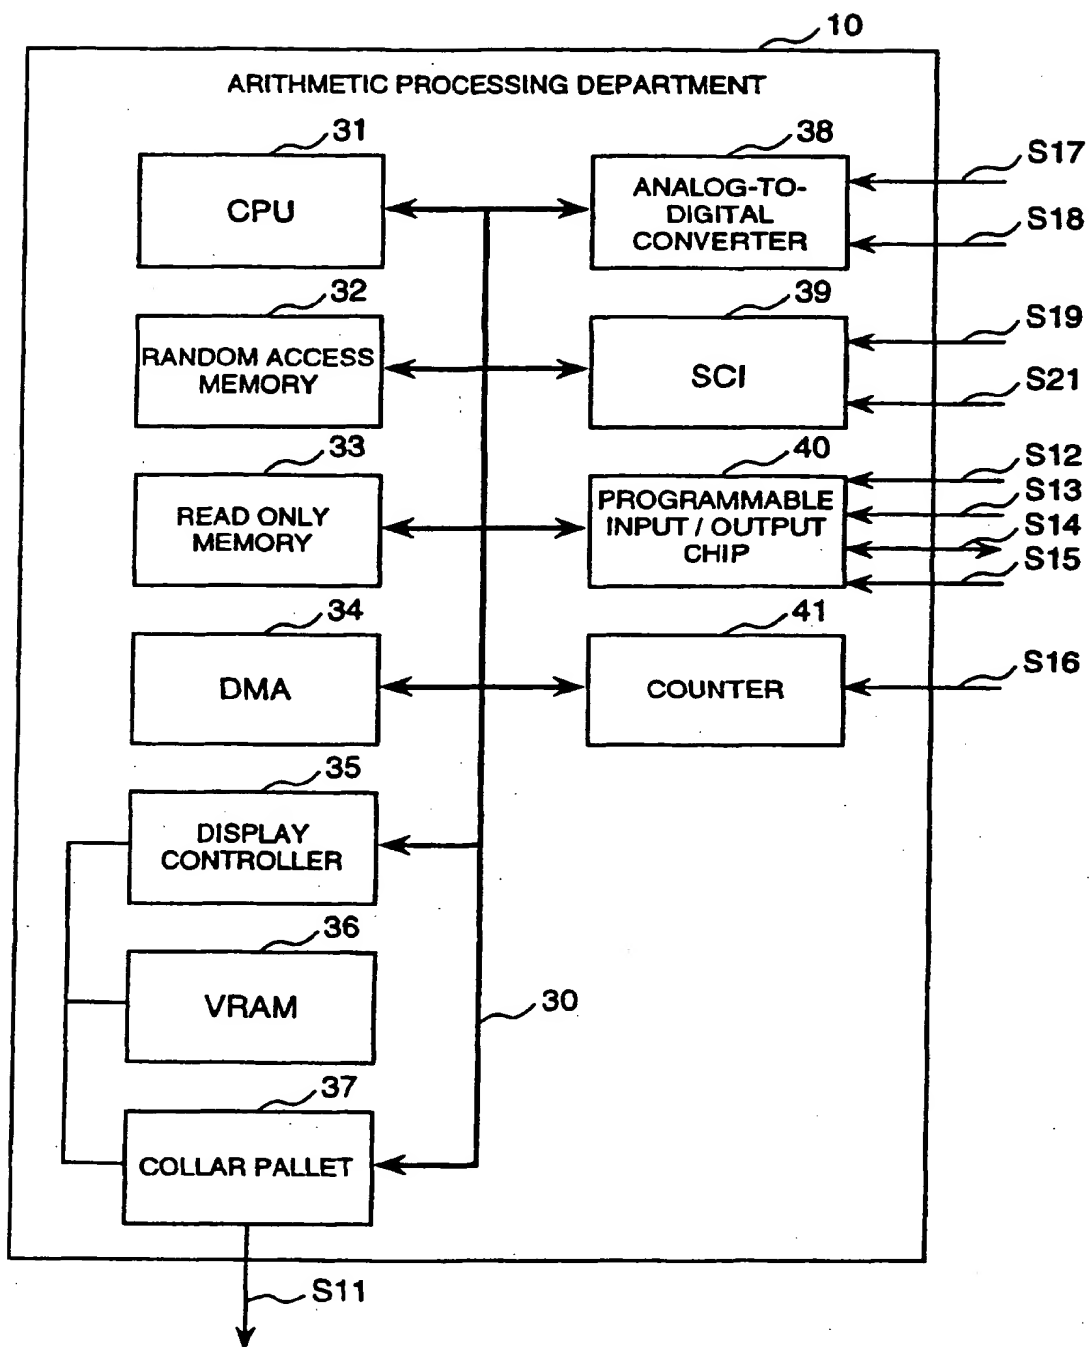 10
ARITHMETIC PROCESSING DEPARTMENT
31
CPU
38
ANALOG-TO-
DIGITAL
CONVERTER
S17
S18
32
RANDOM ACCESS
MEMORY
39
SCI
S19
S21
33
READ ONLY
MEMORY
40
PROGRAMMABLE
INPUT / OUTPUT
CHIP
S12
S13
S14
S15
34
DMA
41
COUNTER
S16
35
DISPLAY
CONTROLLER
36
VRAM
30
37
COLLAR PALLET
S11